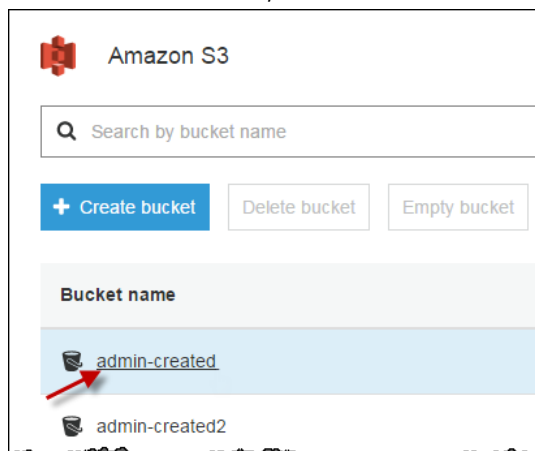 Amazon S3
Search by bucket name
+ Create bucket Delete bucket Empty bucket
Bucket name
admin-created
admin-created2